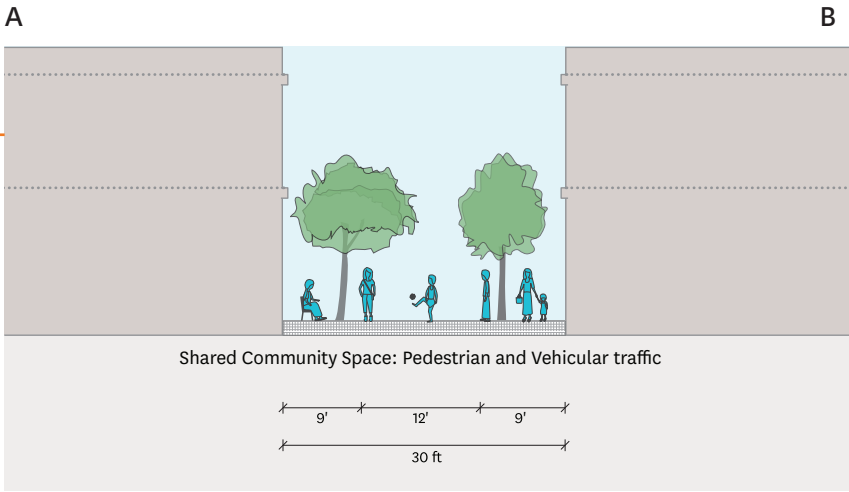 A
B
Shared Community Space: Pedestrian and Vehicular traffic
9'
12'
9'
30 ft